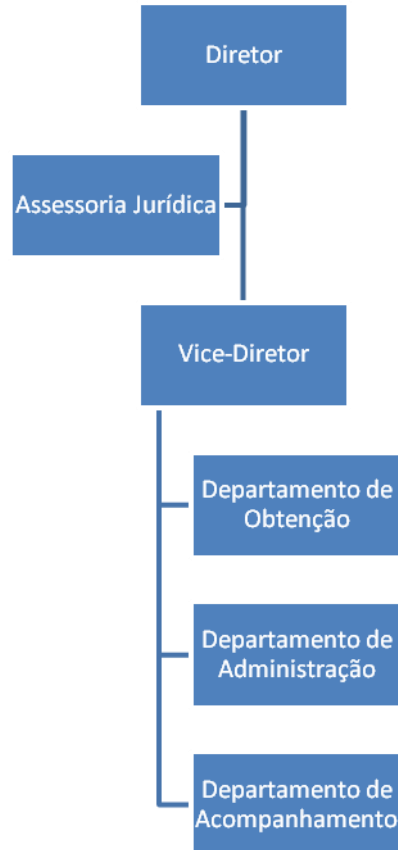 Diretor
Assessoria Jurídica
Vice-Diretor
Departamento de
Obtenção
Departamento de
Administração
Departamento de
Acompanhamento